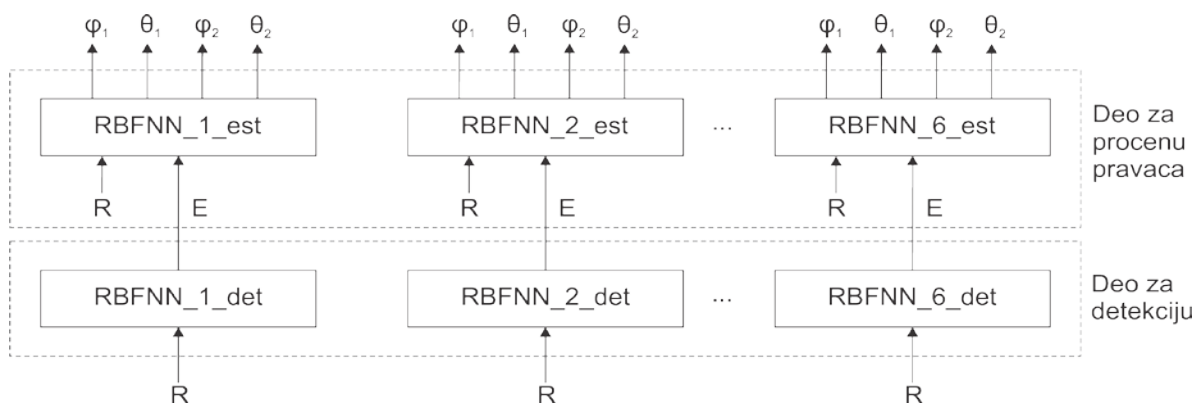 φ₁ θ₁ φ₂ θ₂ φ₁ θ₁ φ₂ θ₂ φ₁ θ₁ φ₂ θ₂
RBFNN_1_est RBFNN_2_est ... RBFNN_6_est
Deo za
procenu
pravaca
R E R E R E
RBFNN_1_det RBFNN_2_det ... RBFNN_6_det
Deo za
detekciju
R R R